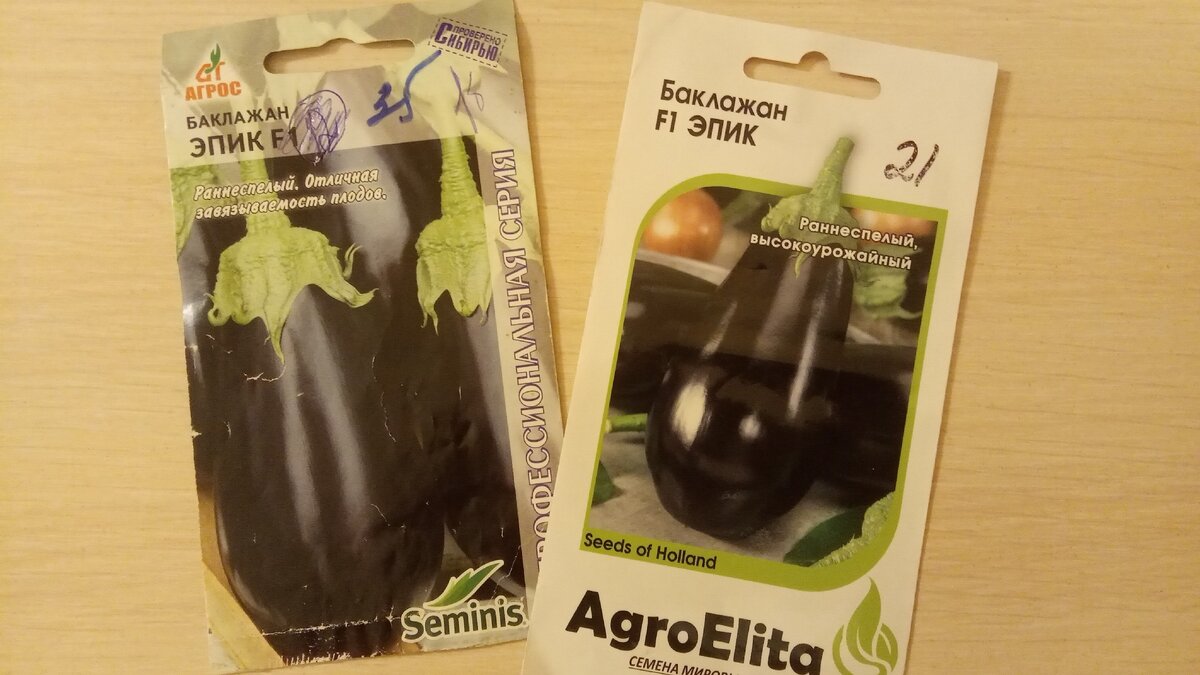 АГРОС
ПРОВЕРЕНО
СИБИРЬЮ
35
БАКЛАЖАН
ЭПИК F1
Раннеспелый. Отличная
завязываемость плодов.
ПРОФЕССИОНАЛЬНАЯ СЕРИЯ
Seminis
Баклажан
F1 ЭПИК
21
Раннеспелый,
высокоурожайный
Seeds of Holland
AgroElita
СЕМЕНА